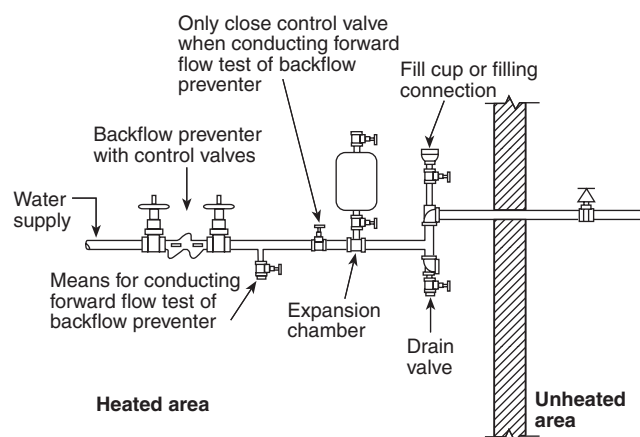 Only close control valve
when conducting forward
flow test of backflow
preventer
Fill cup or filling
connection
Backflow preventer
with control valves
Water
supply
Means for conducting
forward flow test of
backflow preventer
Expansion
chamber
Drain
valve
Heated area
Unheated
area